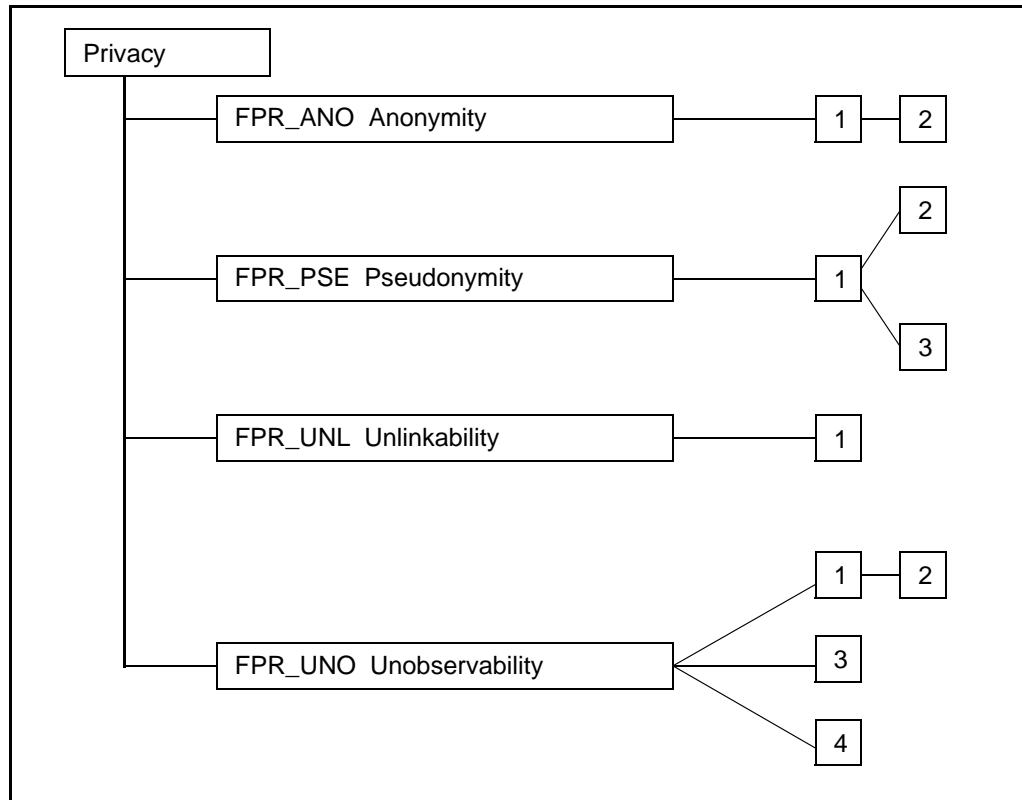 Privacy
FPR_ANO Anonymity 1 2
2
FPR_PSE Pseudonymity 1
3
FPR_UNL Unlinkability 1
1 2
FPR_UNO Unobservability 3
4